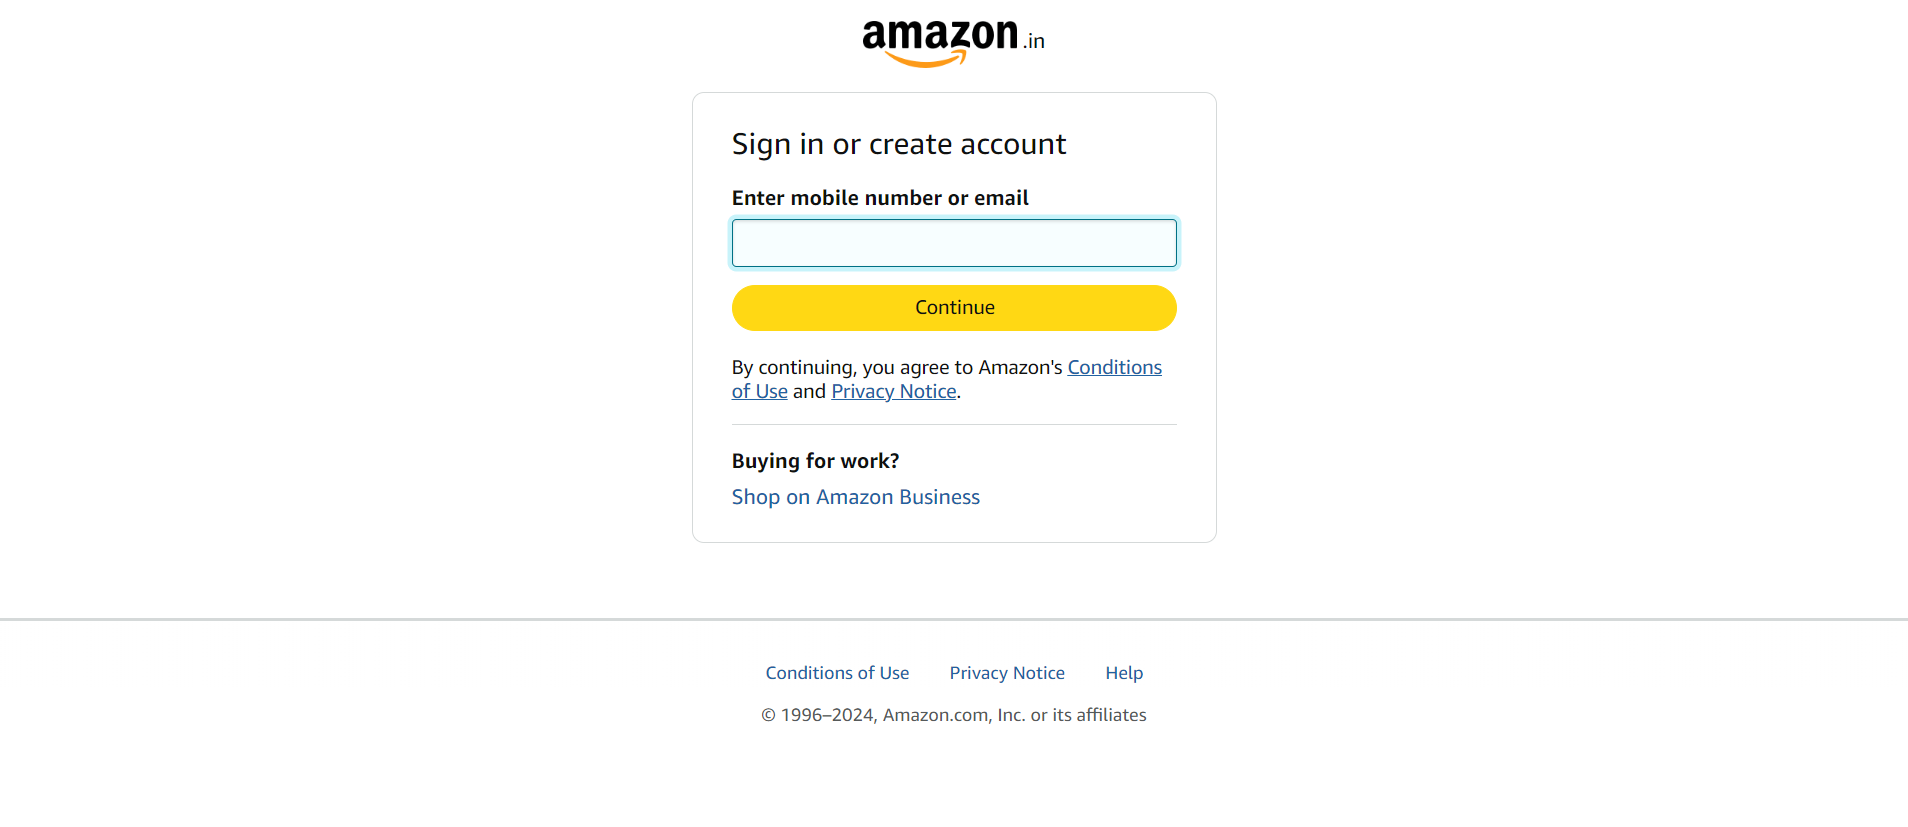 amazon.in
Sign in or create account
Enter mobile number or email
Continue
By continuing, you agree to Amazon's Conditions
of Use and Privacy Notice.
Buying for work?
Shop on Amazon Business
Conditions of Use Privacy Notice Help
© 1996–2024, Amazon.com, Inc. or its affiliates